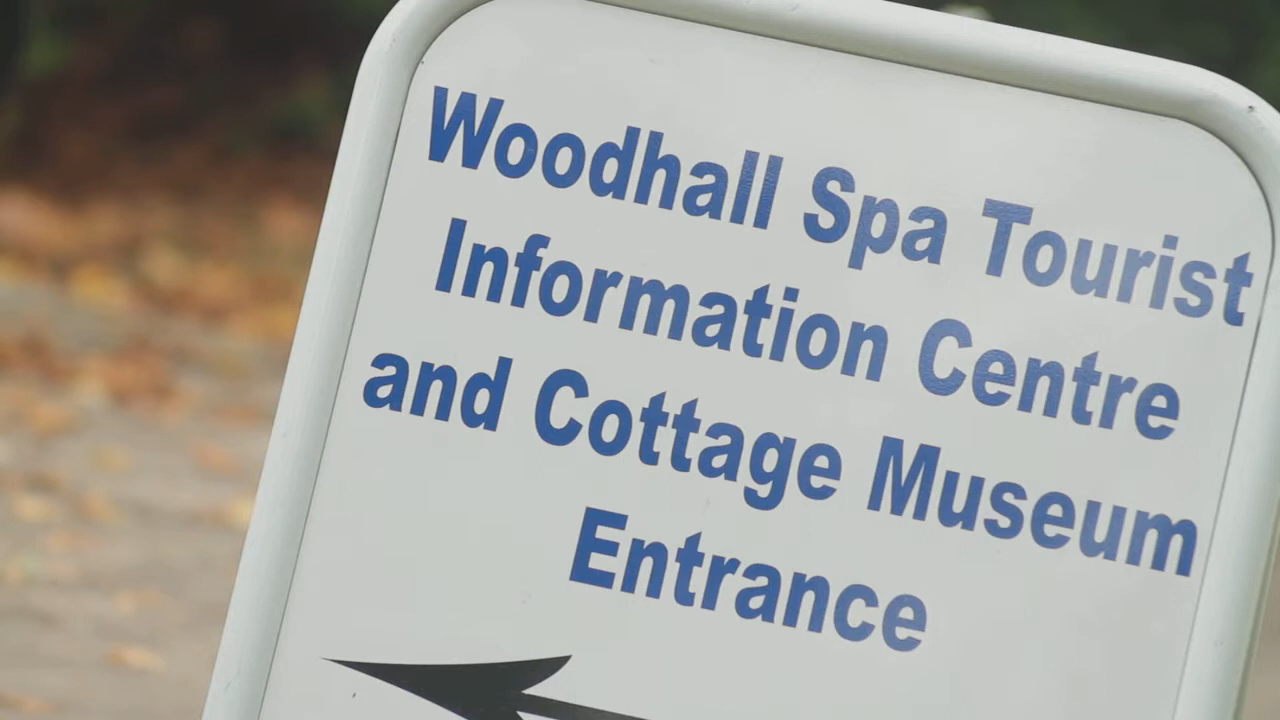 Woodhall Spa Tourist
Information Centre
and Cottage Museum
Entrance